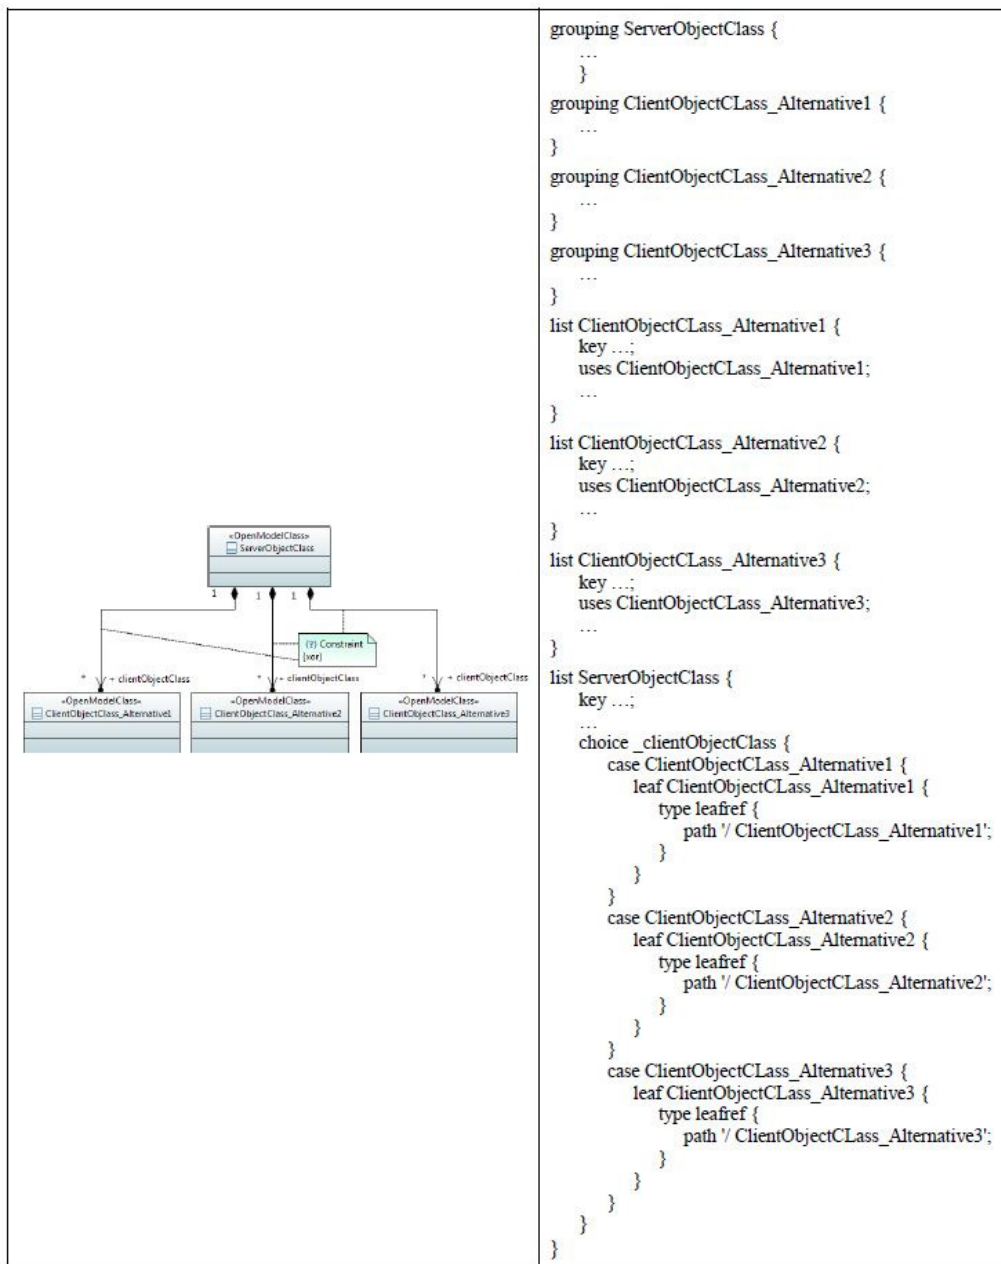 «OpenModelClass»
ServerObjectClass
1 1 1
{?} Constraint
{xor}
* + clientObjectClass * + clientObjectClass * + clientObjectClass
«OpenModelClass» «OpenModelClass» «OpenModelClass»
ClientObjectClass_Alternative1 ClientObjectClass_Alternative2 ClientObjectClass_Alternative3
grouping ServerObjectClass {
…
}
grouping ClientObjectCLass_Alternative1 {
…
}
grouping ClientObjectCLass_Alternative2 {
…
}
grouping ClientObjectCLass_Alternative3 {
…
}
list ClientObjectCLass_Alternative1 {
key …;
uses ClientObjectCLass_Alternative1;
…
}
list ClientObjectCLass_Alternative2 {
key …;
uses ClientObjectCLass_Alternative2;
…
}
list ClientObjectCLass_Alternative3 {
key …;
uses ClientObjectCLass_Alternative3;
…
}
list ServerObjectClass {
key …;
…
choice _clientObjectClass {
case ClientObjectCLass_Alternative1 {
leaf ClientObjectCLass_Alternative1 {
type leafref {
path '/ ClientObjectCLass_Alternative1';
}
}
}
case ClientObjectCLass_Alternative2 {
leaf ClientObjectCLass_Alternative2 {
type leafref {
path '/ ClientObjectCLass_Alternative2';
}
}
}
case ClientObjectCLass_Alternative3 {
leaf ClientObjectCLass_Alternative3 {
type leafref {
path '/ ClientObjectCLass_Alternative3';
}
}
}
}
}